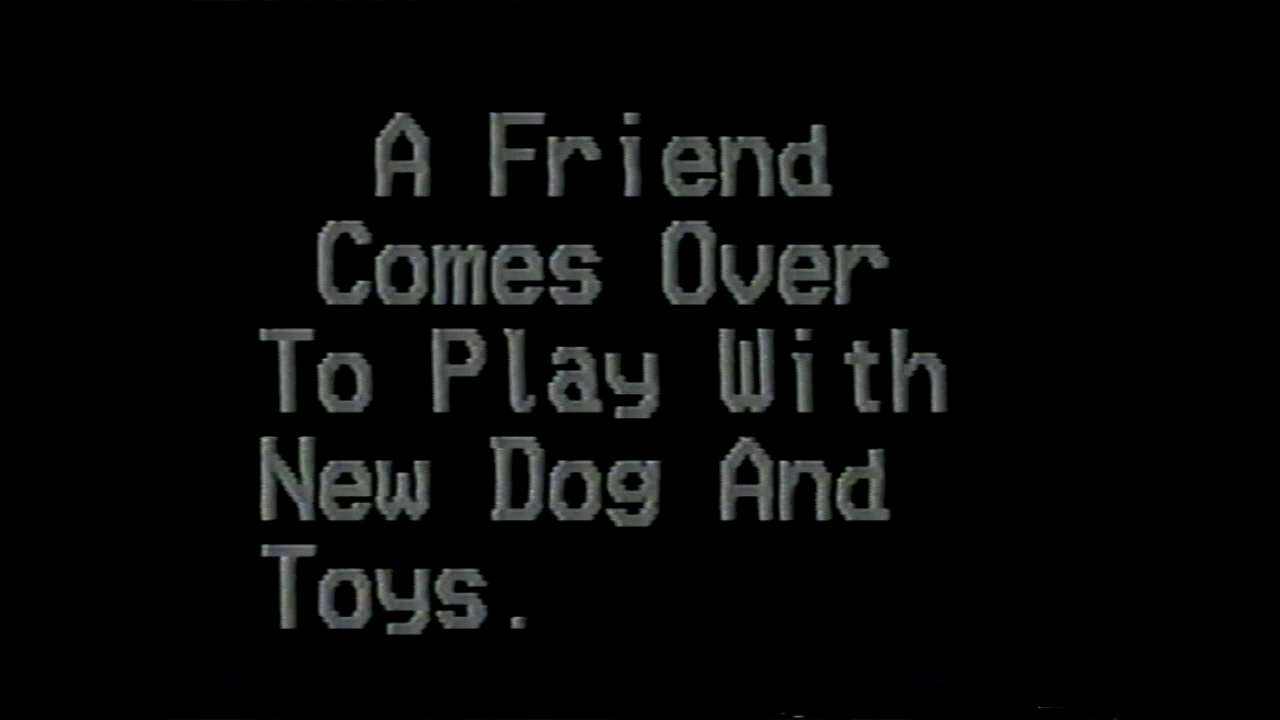 A Friend
Comes Over
To Play With
New Dog And
Toys.